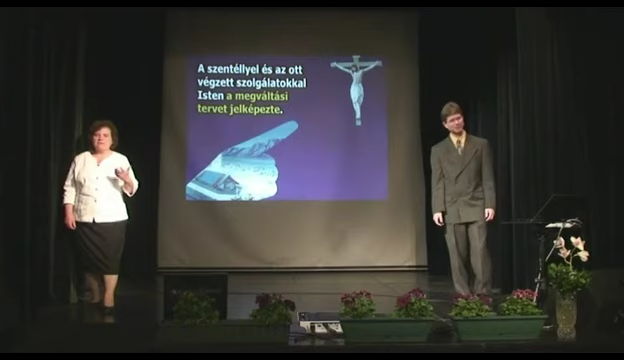 A szentéllyel és az ott
végzett szolgálatokkal
Isten a megváltási
tervet jelképezte.